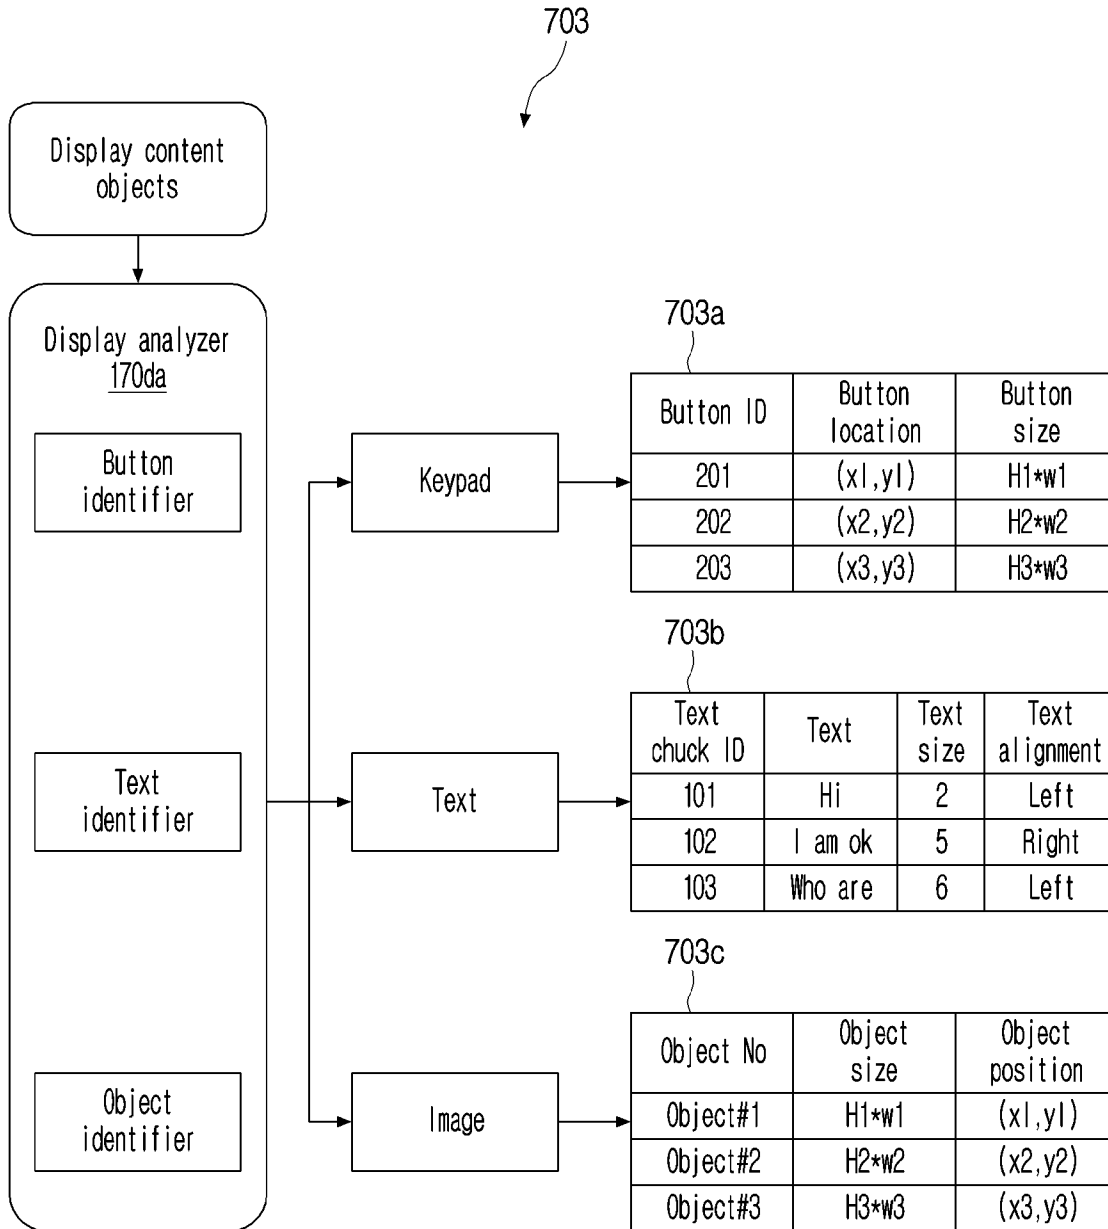 703
Display content
objects
Display analyzer
170da
Button
identifier
Text
identifier
Object
identifier
Keypad
Text
Image
703a
Button ID Button location Button size
201 (xl,yl) H1*w1
202 (x2,y2) H2*w2
203 (x3,y3) H3*w3
703b
Text chuck ID Text Text size Text alignment
101 Hi 2 Left
102 I am ok 5 Right
103 Who are 6 Left
703c
Object No Object size Object position
Object#1 H1*w1 (xl,yl)
Object#2 H2*w2 (x2,y2)
Object#3 H3*w3 (x3,y3)